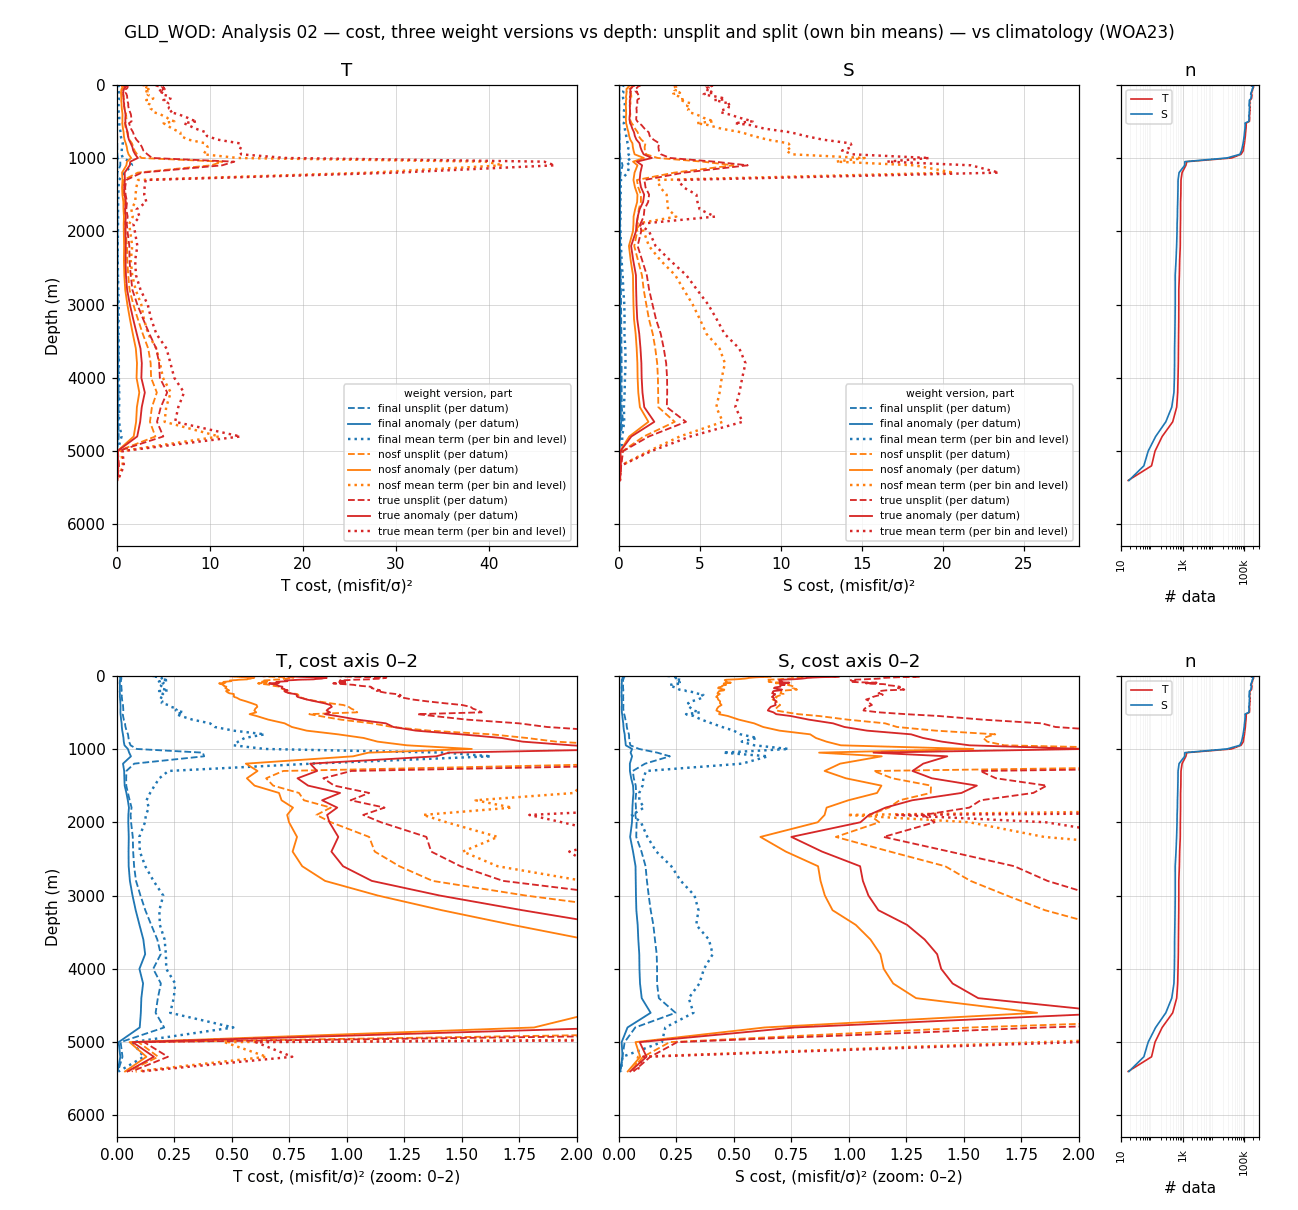 GLD_WOD: Analysis 02 — cost, three weight versions vs depth: unsplit and split (own bin means) — vs climatology (WOA23)
T
S
n
0
1000
2000
3000
4000
5000
6000
Depth (m)
weight version, part
final unsplit (per datum)
final anomaly (per datum)
final mean term (per bin and level)
nosf unsplit (per datum)
nosf anomaly (per datum)
nosf mean term (per bin and level)
true unsplit (per datum)
true anomaly (per datum)
true mean term (per bin and level)
0 10 20 30 40
T cost, (misfit/σ)²
weight version, part
final unsplit (per datum)
final anomaly (per datum)
final mean term (per bin and level)
nosf unsplit (per datum)
nosf anomaly (per datum)
nosf mean term (per bin and level)
true unsplit (per datum)
true anomaly (per datum)
true mean term (per bin and level)
0 5 10 15 20 25
S cost, (misfit/σ)²
T
S
10 1k 100k
# data
T, cost axis 0–2
S, cost axis 0–2
n
0
1000
2000
3000
4000
5000
6000
Depth (m)
0.00 0.25 0.50 0.75 1.00 1.25 1.50 1.75 2.00
T cost, (misfit/σ)² (zoom: 0–2)
0.00 0.25 0.50 0.75 1.00 1.25 1.50 1.75 2.00
S cost, (misfit/σ)² (zoom: 0–2)
T
S
10 1k 100k
# data